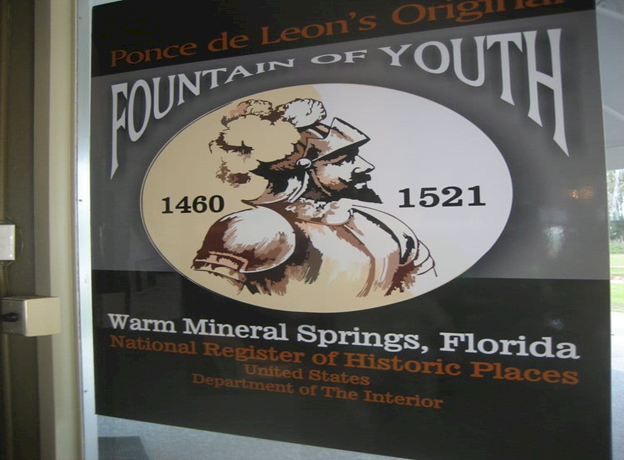 Ponce de Leon's Original
FOUNTAIN OF YOUTH
1460 1521
Warm Mineral Springs, Florida
National Register of Historic Places
United States
Department of The Interior